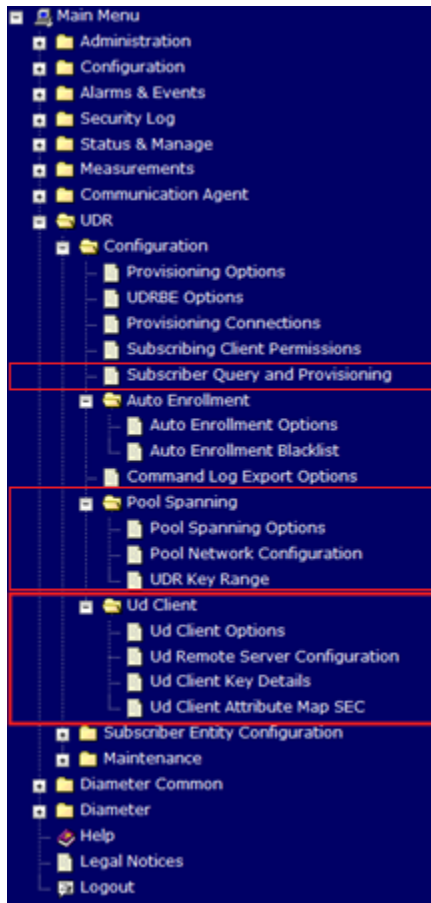 Main Menu
Administration
Configuration
Alarms & Events
Security Log
Status & Manage
Measurements
Communication Agent
UDR
Configuration
Provisioning Options
UDRBE Options
Provisioning Connections
Subscribing Client Permissions
Subscriber Query and Provisioning
Auto Enrollment
Auto Enrollment Options
Auto Enrollment Blacklist
Command Log Export Options
Pool Spanning
Pool Spanning Options
Pool Network Configuration
UDR Key Range
Ud Client
Ud Client Options
Ud Remote Server Configuration
Ud Client Key Details
Ud Client Attribute Map SEC
Subscriber Entity Configuration
Maintenance
Diameter Common
Diameter
Help
Legal Notices
Logout